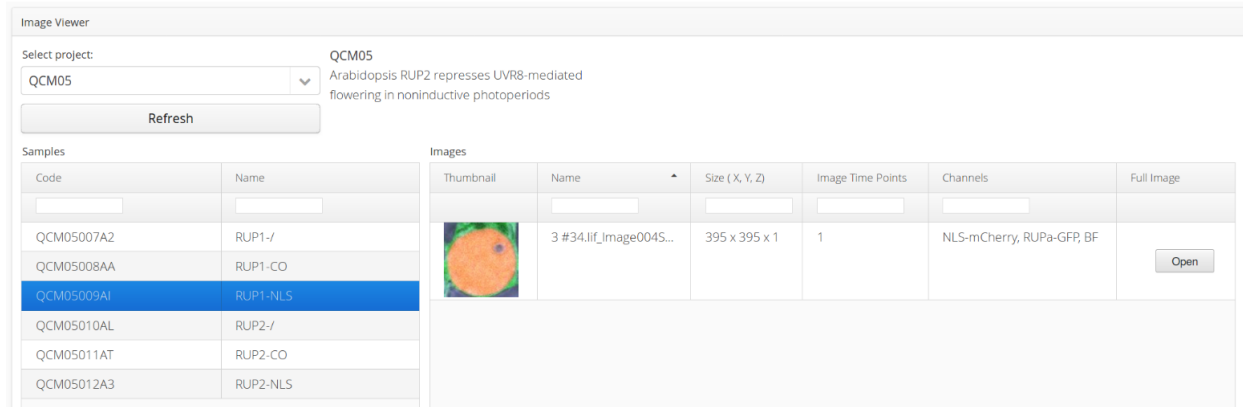 Image Viewer
Select project:
QCM05
Refresh
QCM05
Arabidopsis RUP2 represses UVR8-mediated
flowering in noninductive photoperiods
Samples
Code Name
QCM05007A2 RUP1-/
QCM05008AA RUP1-CO
QCM05009AI RUP1-NLS
QCM05010AL RUP2-/
QCM05011AT RUP2-CO
QCM05012A3 RUP2-NLS
Images
Thumbnail Name Size ( X, Y, Z) Image Time Points Channels Full Image
3 #34.lif_Image004S... 395 x 395 x 1 1 NLS-mCherry, RUPa-GFP, BF Open